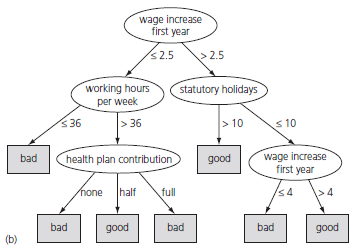 wage increase
first year
≤ 2.5
> 2.5
working hours
per week
statutory holidays
≤ 36
> 36
> 10
≤ 10
bad
health plan contribution
good
wage increase
first year
none
half
full
≤ 4
> 4
bad
good
bad
bad
good
(b)